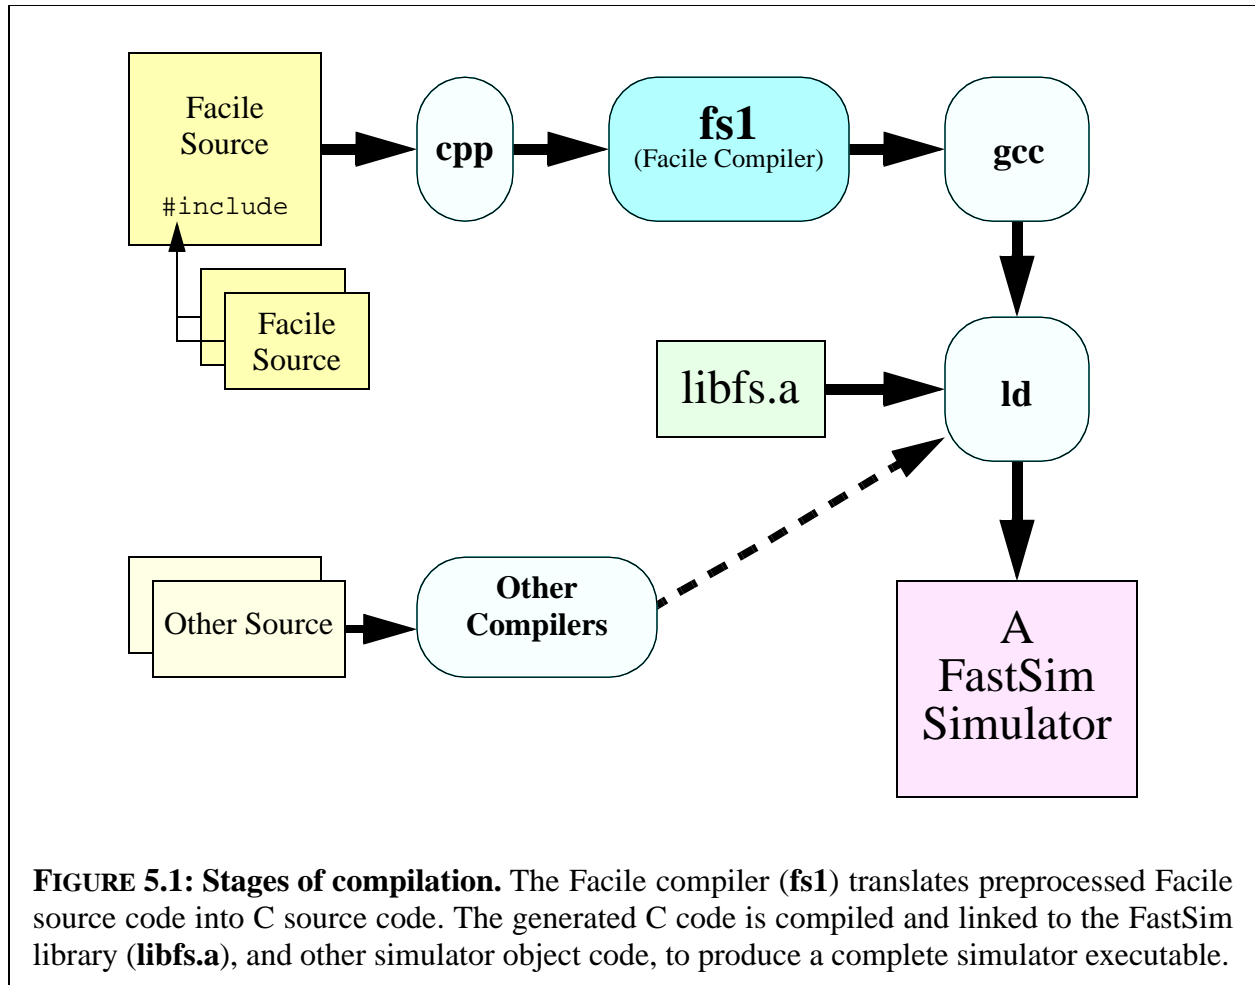 Facile
Source
#include
cpp
fs1
(Facile Compiler)
gcc
Facile
Source
libfs.a
ld
Other Source
Other
Compilers
A
FastSim
Simulator
FIGURE 5.1: Stages of compilation. The Facile compiler (fs1) translates preprocessed Facile
source code into C source code. The generated C code is compiled and linked to the FastSim
library (libfs.a), and other simulator object code, to produce a complete simulator executable.